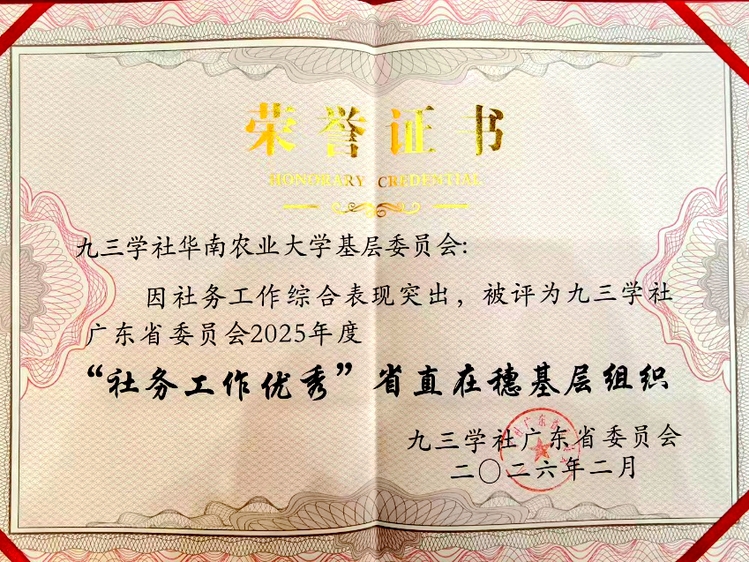 荣誉证书
HONORARY CREDENTIAL
九三学社华南农业大学基层委员会:
因社务工作综合表现突出，被评为九三学社
广东省委员会2025年度
“社务工作优秀”省直在穗基层组织
九三学社广东省委员会
二〇二六年二月